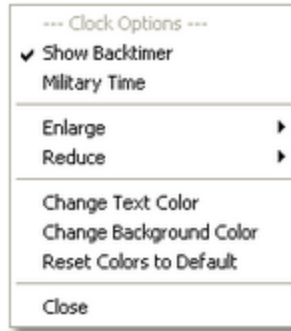 --- Clock Options ---
Show Backtimer
Military Time
Enlarge
Reduce
Change Text Color
Change Background Color
Reset Colors to Default
Close